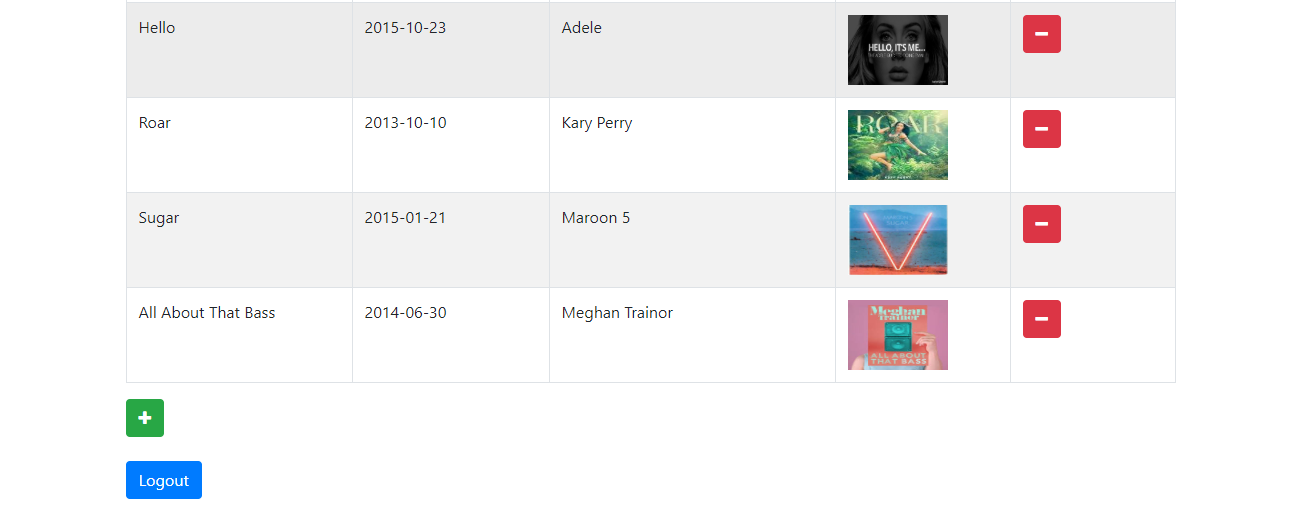 Hello 2015-10-23 Adele
HELLO, IT'S ME...
Roar 2013-10-10 Kary Perry
ROAR
Sugar 2015-01-21 Maroon 5
All About That Bass 2014-06-30 Meghan Trainor
Meghan
trainor
ALL ABOUT
THAT BASS
Logout